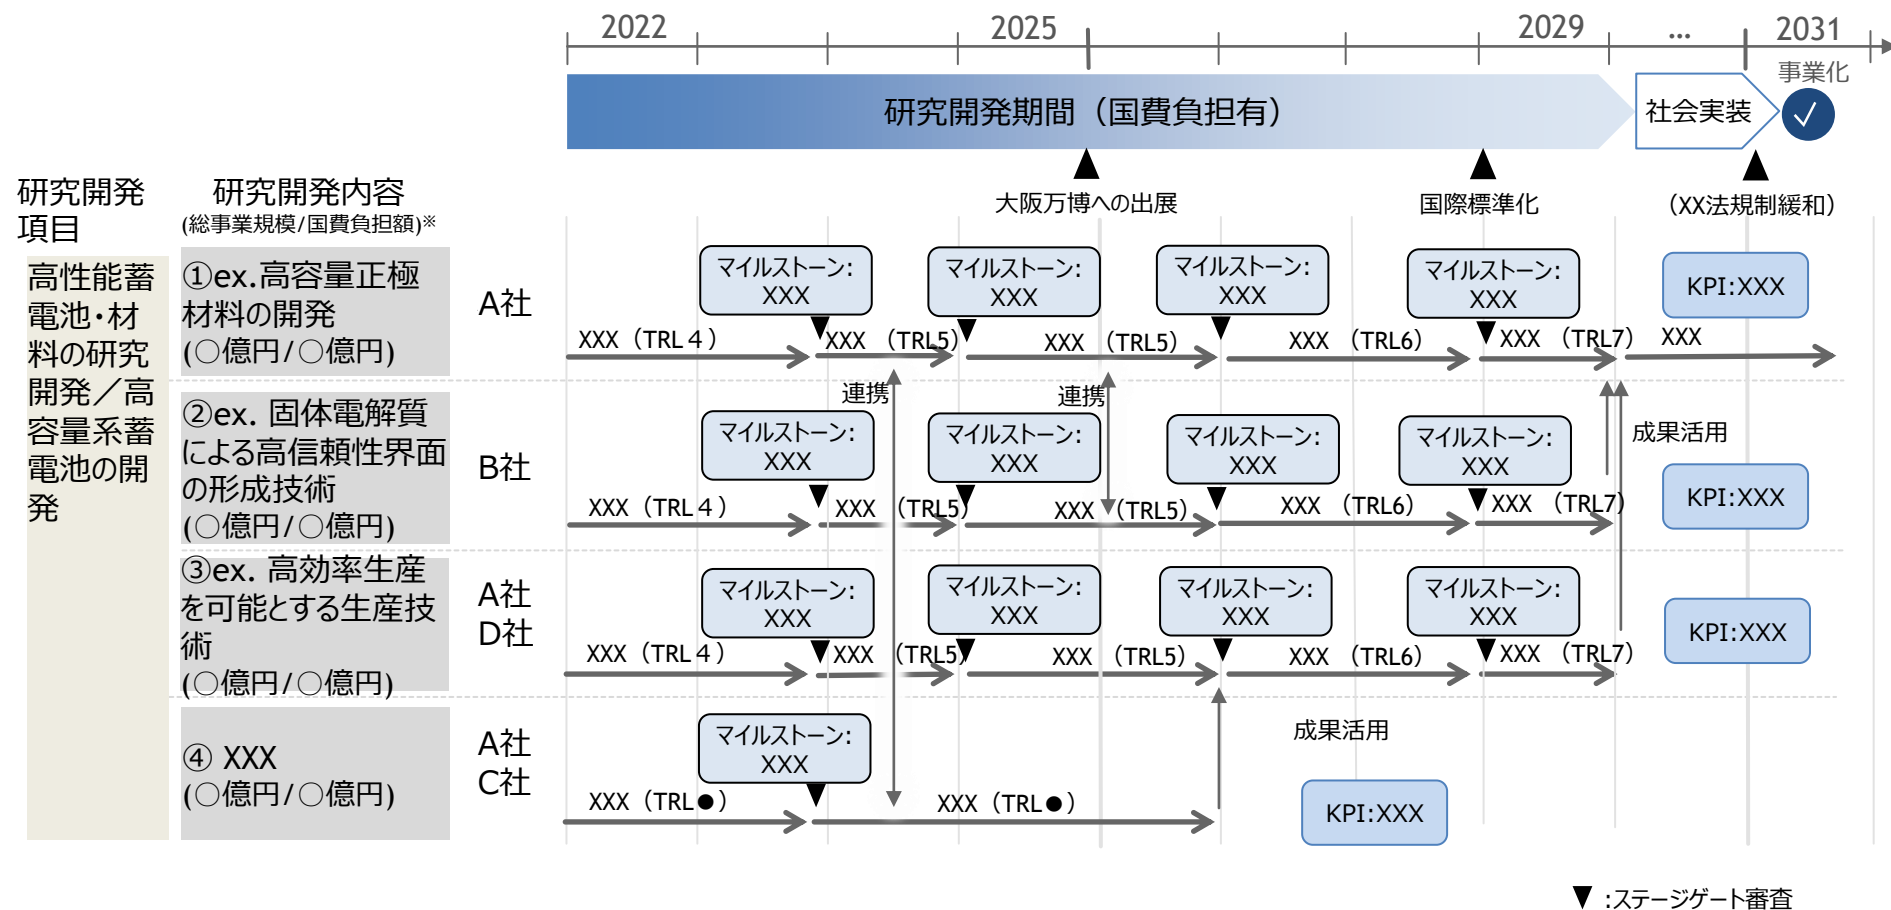 2022
2025
2029
...
2031
事業化
研究開発期間（国費負担有）
社会実装
大阪万博への出展
国際標準化
（XX法規制緩和）
研究開発
項目
研究開発内容
(総事業規模/国費負担額)※
高性能蓄
電池・材
料の研究
開発／高
容量系蓄
電池の開
発
①ex.高容量正極
材料の開発
(○億円/○億円)
A社
マイルストーン:
XXX
マイルストーン:
XXX
マイルストーン:
XXX
マイルストーン:
XXX
KPI:XXX
XXX（TRL４）
XXX（TRL5）
XXX（TRL5）
XXX（TRL6）
XXX（TRL7）
XXX
連携
連携
②ex. 固体電解質
による高信頼性界面
の形成技術
(○億円/○億円)
B社
マイルストーン:
XXX
マイルストーン:
XXX
マイルストーン:
XXX
マイルストーン:
XXX
成果活用
KPI:XXX
XXX（TRL４）
XXX（TRL5）
XXX（TRL5）
XXX（TRL6）
XXX（TRL7）
③ex. 高効率生産
を可能とする生産技
術
(○億円/○億円)
A社
D社
マイルストーン:
XXX
マイルストーン:
XXX
マイルストーン:
XXX
マイルストーン:
XXX
KPI:XXX
XXX（TRL４）
XXX（TRL5）
XXX（TRL5）
XXX（TRL6）
XXX（TRL7）
④ XXX
(○億円/○億円)
A社
C社
マイルストーン:
XXX
成果活用
XXX（TRL●）
XXX（TRL●）
KPI:XXX
▼ :ステージゲート審査